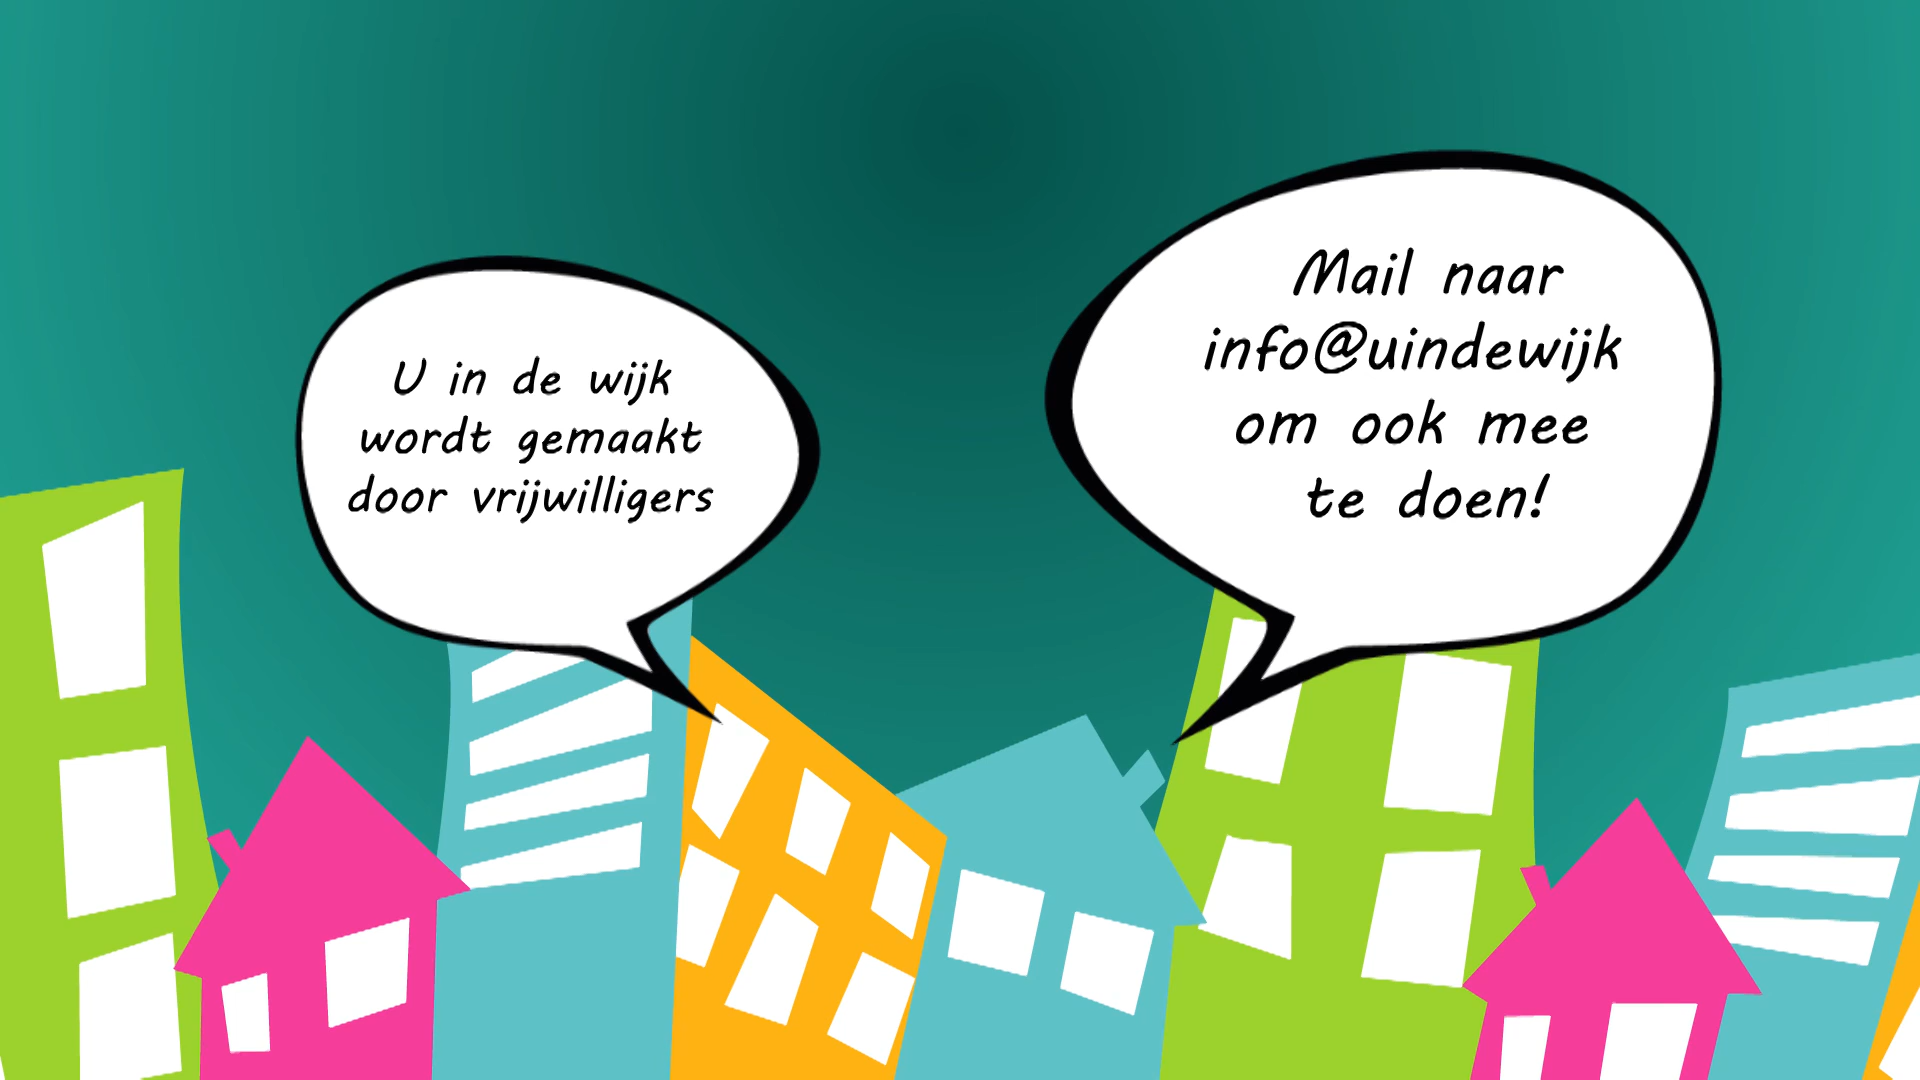 U in de wijk
wordt gemaakt
door vrijwilligers
Mail naar
info@uindewijk
om ook mee
te doen!